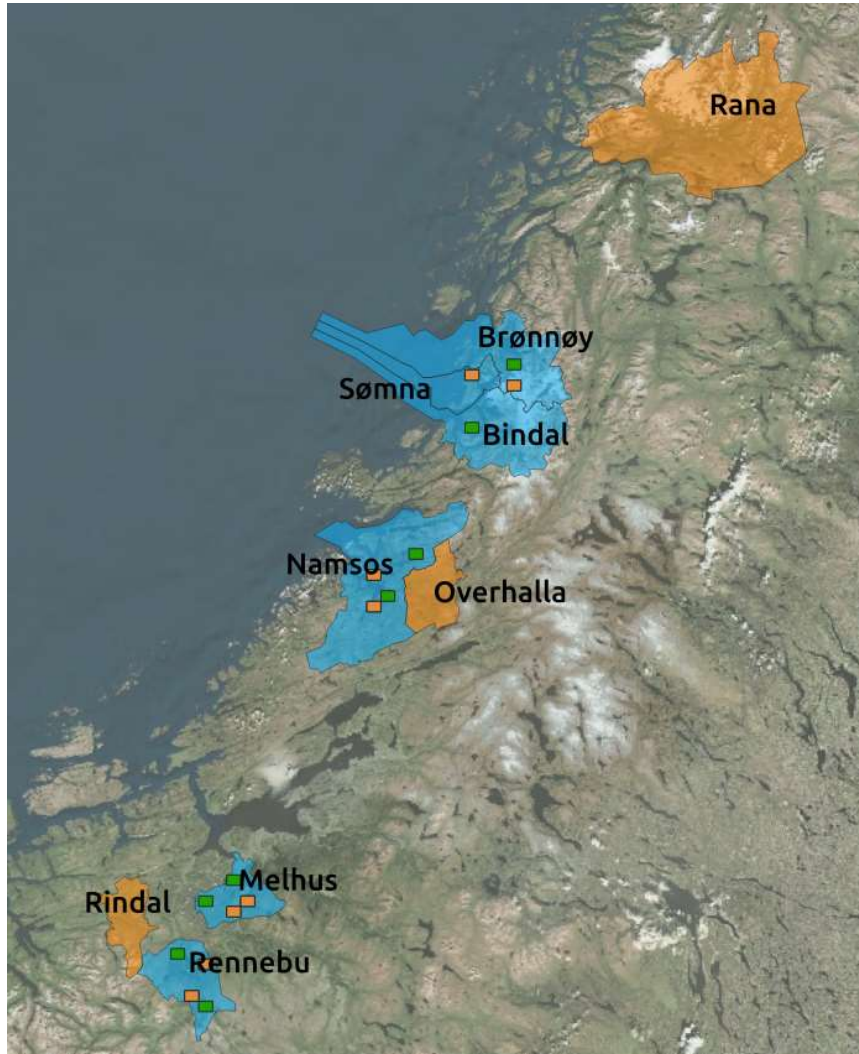 Rana
Brønnøy
Sømna
Bindal
Namsos
Overhalla
Melhus
Rindal
Rennebu